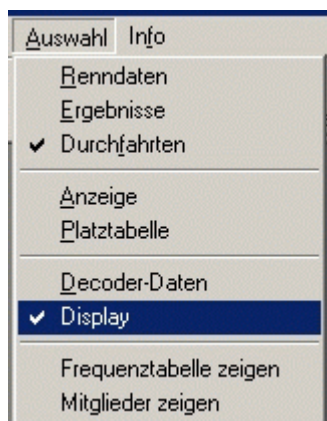 Auswahl Info
Renndaten
Ergebnisse
Durchfahrten
Anzeige
Platztabelle
Decoder-Daten
Display
Frequenztabelle zeigen
Mitglieder zeigen